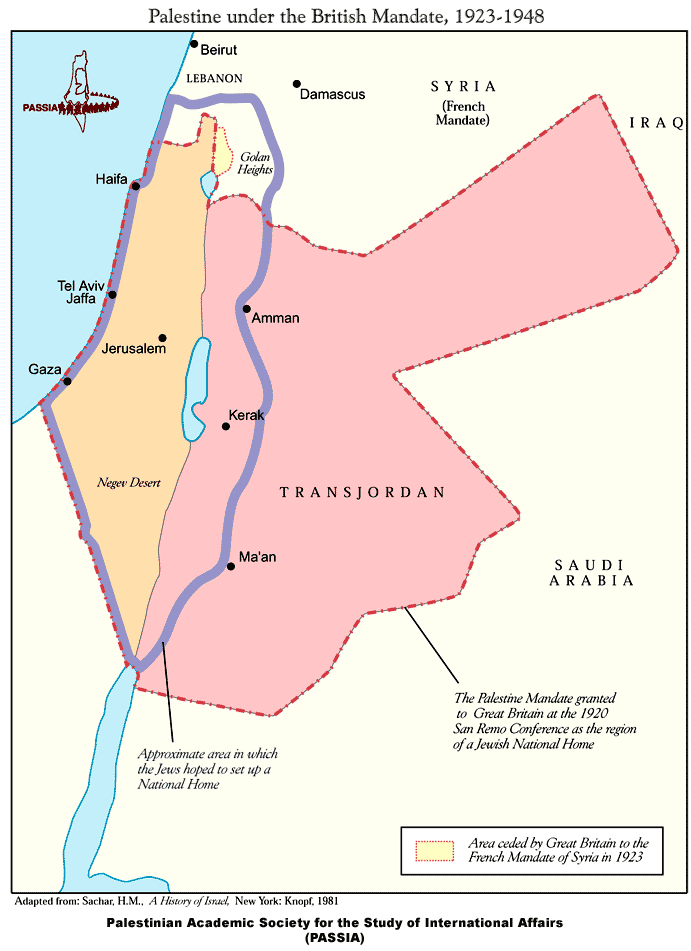 Palestine under the British Mandate, 1923-1948
Beirut
LEBANON
PASSIA
Damascus
SYRIA
(French
Mandate)
IRAQ
Golan
Heights
Haifa
Tel Aviv
Jaffa
Amman
Jerusalem
Gaza
Kerak
Negev Desert
TRANSJORDAN
Ma'an
SAUDI
ARABIA
The Palestine Mandate granted
to Great Britain at the 1920
San Remo Conference as the region
of a Jewish National Home
Approximate area in which
the Jews hoped to set up a
National Home
Area ceded by Great Britain to the
French Mandate of Syria in 1923
Adapted from: Sachar, H.M., A History of Israel, New York: Knopf, 1981
Palestinian Academic Society for the Study of International Affairs
(PASSIA)